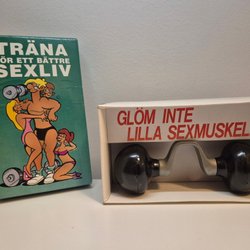 TRÄNA
FÖR ETT BÄTTRE
SEXLIV
GLÖM INTE
LILLA SEXMUSKEL